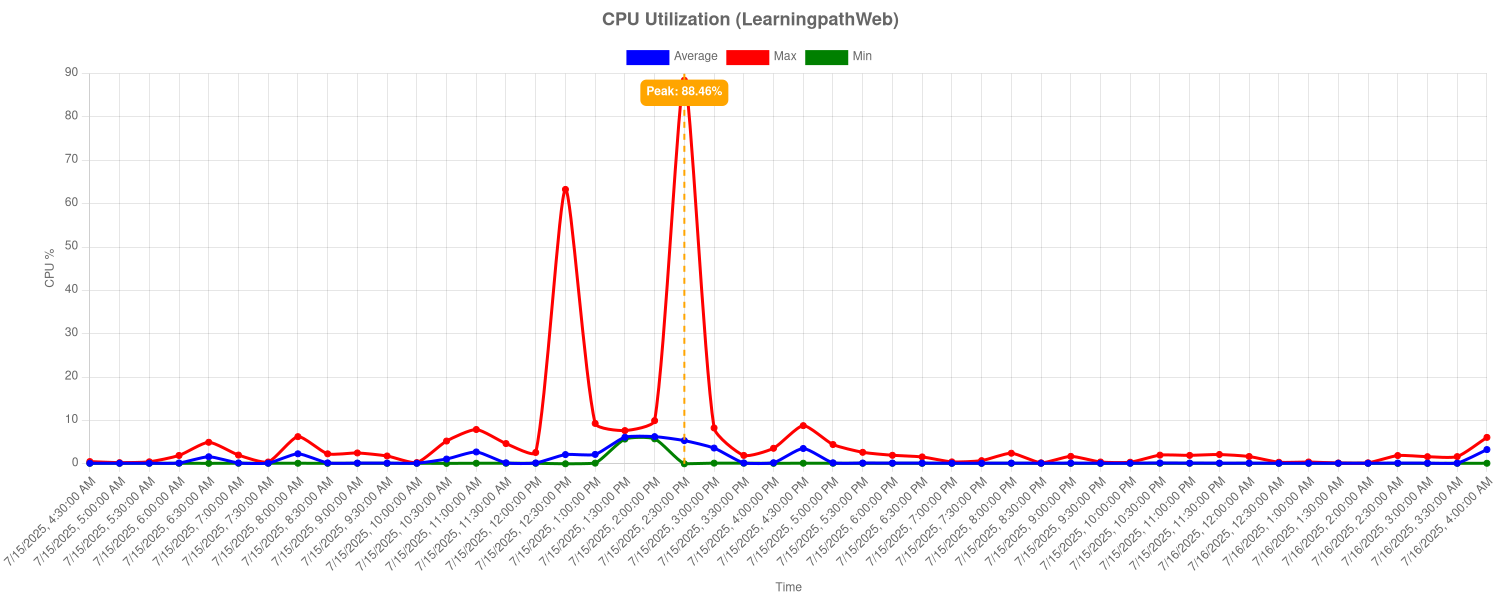 CPU Utilization (LearningpathWeb)
Average Max Min
Peak: 88.46%
90
80
70
60
50
40
30
20
10
0
CPU %
7/15/2025, 4:30:00 AM
7/15/2025, 5:00:00 AM
7/15/2025, 5:30:00 AM
7/15/2025, 6:00:00 AM
7/15/2025, 6:30:00 AM
7/15/2025, 7:00:00 AM
7/15/2025, 7:30:00 AM
7/15/2025, 8:00:00 AM
7/15/2025, 8:30:00 AM
7/15/2025, 9:00:00 AM
7/15/2025, 9:30:00 AM
7/15/2025, 10:00:00 AM
7/15/2025, 10:30:00 AM
7/15/2025, 11:00:00 AM
7/15/2025, 11:30:00 AM
7/15/2025, 12:00:00 PM
7/15/2025, 12:30:00 PM
7/15/2025, 1:00:00 PM
7/15/2025, 1:30:00 PM
7/15/2025, 2:00:00 PM
7/15/2025, 2:30:00 PM
7/15/2025, 3:00:00 PM
7/15/2025, 3:30:00 PM
7/15/2025, 4:00:00 PM
7/15/2025, 4:30:00 PM
7/15/2025, 5:00:00 PM
7/15/2025, 5:30:00 PM
7/15/2025, 6:00:00 PM
7/15/2025, 6:30:00 PM
7/15/2025, 7:00:00 PM
7/15/2025, 7:30:00 PM
7/15/2025, 8:00:00 PM
7/15/2025, 8:30:00 PM
7/15/2025, 9:00:00 PM
7/15/2025, 9:30:00 PM
7/15/2025, 10:00:00 PM
7/15/2025, 10:30:00 PM
7/15/2025, 11:00:00 PM
7/15/2025, 11:30:00 PM
7/16/2025, 12:00:00 AM
7/16/2025, 12:30:00 AM
7/16/2025, 1:00:00 AM
7/16/2025, 1:30:00 AM
7/16/2025, 2:00:00 AM
7/16/2025, 2:30:00 AM
7/16/2025, 3:00:00 AM
7/16/2025, 3:30:00 AM
7/16/2025, 4:00:00 AM
Time